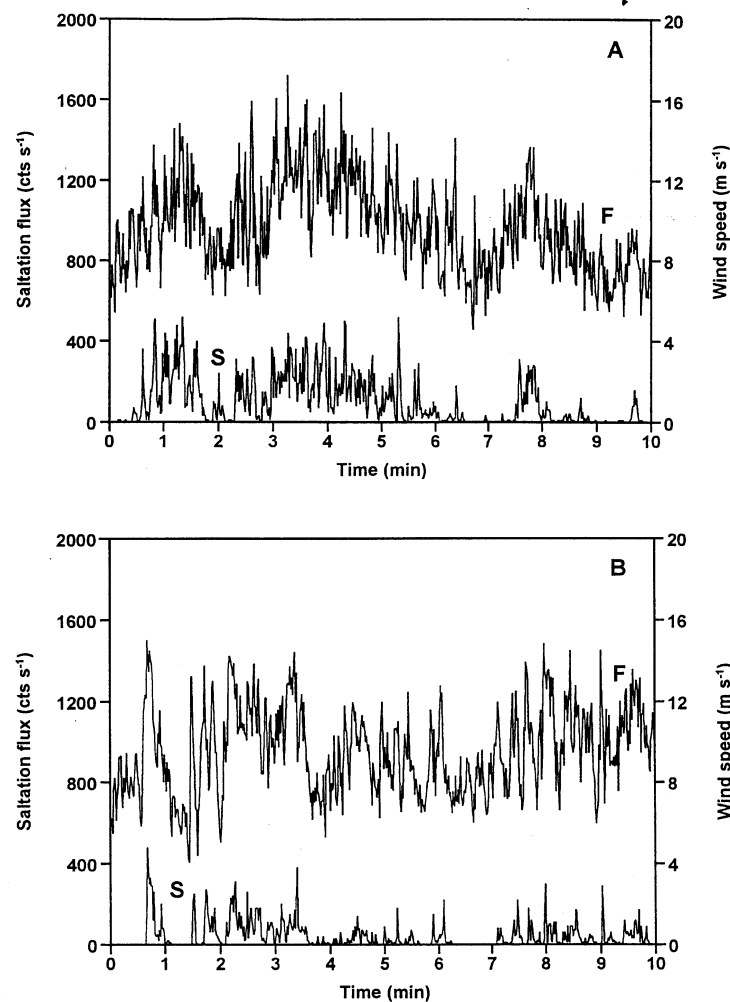 2000
1600
1200
800
400
0
Saltation flux (cts s-1)
20
16
12
8
4
0
Wind speed (m s-1)
A
F
S
0 1 2 3 4 5 6 7 8 9 10
Time (min)
2000
1600
1200
800
400
0
Saltation flux (cts s-1)
20
16
12
8
4
0
Wind speed (m s-1)
B
F
S
0 1 2 3 4 5 6 7 8 9 10
Time (min)